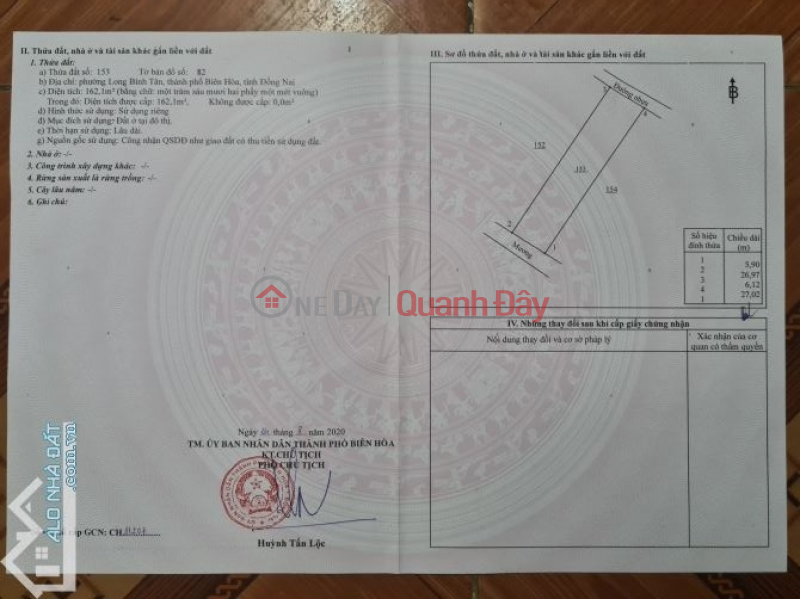 II. Thửa đất, nhà ở và tài sản khác gắn liền với đất
1. Thửa đất:
a) Thửa đất số: 153 Tờ bản đồ số: 82
b) Địa chỉ: phường Long Bình Tân, thành phố Biên Hòa, tỉnh Đồng Nai
c) Diện tích: 162,1m² (bằng chữ: một trăm sáu mươi hai phẩy một mét vuông)
Trong đó: Diện tích được cấp: 162,1m², Không được cấp: 0,0m²
d) Hình thức sử dụng: Sử dụng riêng
đ) Mục đích sử dụng: Đất ở tại đô thị.
e) Thời hạn sử dụng: Lâu dài.
g) Nguồn gốc sử dụng: Công nhận QSDĐ như giao đất có thu tiền sử dụng đất.
2. Nhà ở: -/-
3. Công trình xây dựng khác: -/-
4. Rừng sản xuất là rừng trồng: -/-
5. Cây lâu năm: -/-
6. Ghi chú:
Ngày tháng 8 năm 2020
TM. ỦY BAN NHÂN DÂN THÀNH PHỐ BIÊN HÒA
KT.CHỦ TỊCH
PHÓ CHỦ TỊCH
Huỳnh Tấn Lộc
cấp GCN: CH
III. Sơ đồ thửa đất, nhà ở và tài sản khác gắn liền với đất
B
Đường nhựa
3
4
152
153
154
2
1
Mương
Số hiệu đỉnh thửa
Chiều dài (m)
1
5,90
2
26,97
3
6,12
4
27,02
1
IV. Những thay đổi sau khi cấp giấy chứng nhận
Nội dung thay đổi và cơ sở pháp lý
Xác nhận của cơ quan có thẩm quyền
ONEDAY Quanh Đây
ALO NHÀ ĐẤT
.com.vn